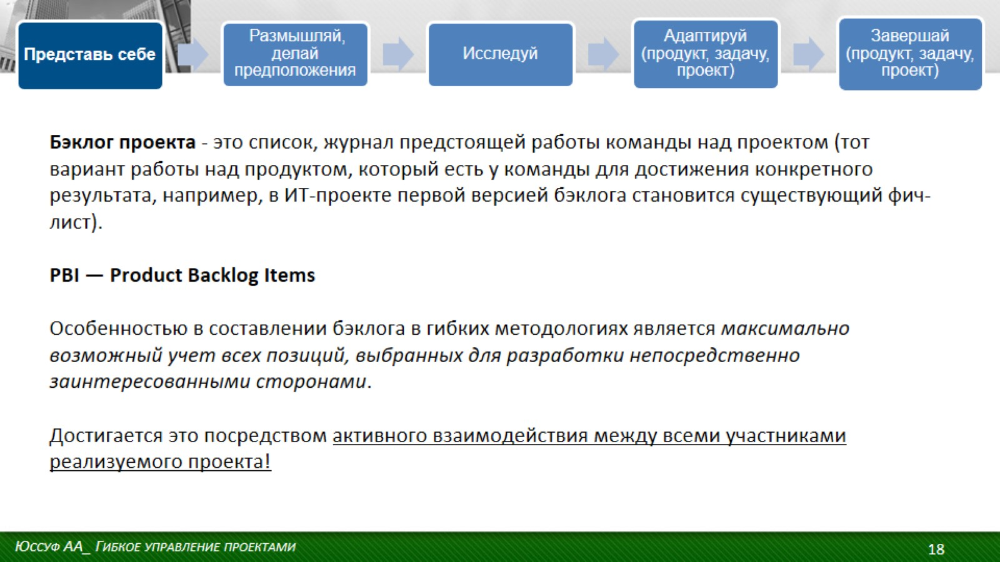 Представь себе
Размышляй,
делай
предположения
Исследуй
Адаптируй
(продукт, задачу,
проект)
Завершай
(продукт, задачу,
проект)
Бэклог проекта - это список, журнал предстоящей работы команды над проектом (тот
вариант работы над продуктом, который есть у команды для достижения конкретного
результата, например, в ИТ-проекте первой версией бэклога становится существующий фич-
лист).
PBI — Product Backlog Items
Особенностью в составлении бэклога в гибких методологиях является максимально
возможный учет всех позиций, выбранных для разработки непосредственно
заинтересованными сторонами.
Достигается это посредством активного взаимодействия между всеми участниками
реализуемого проекта!
Юссуф АА_ Гибкое управление проектами
18